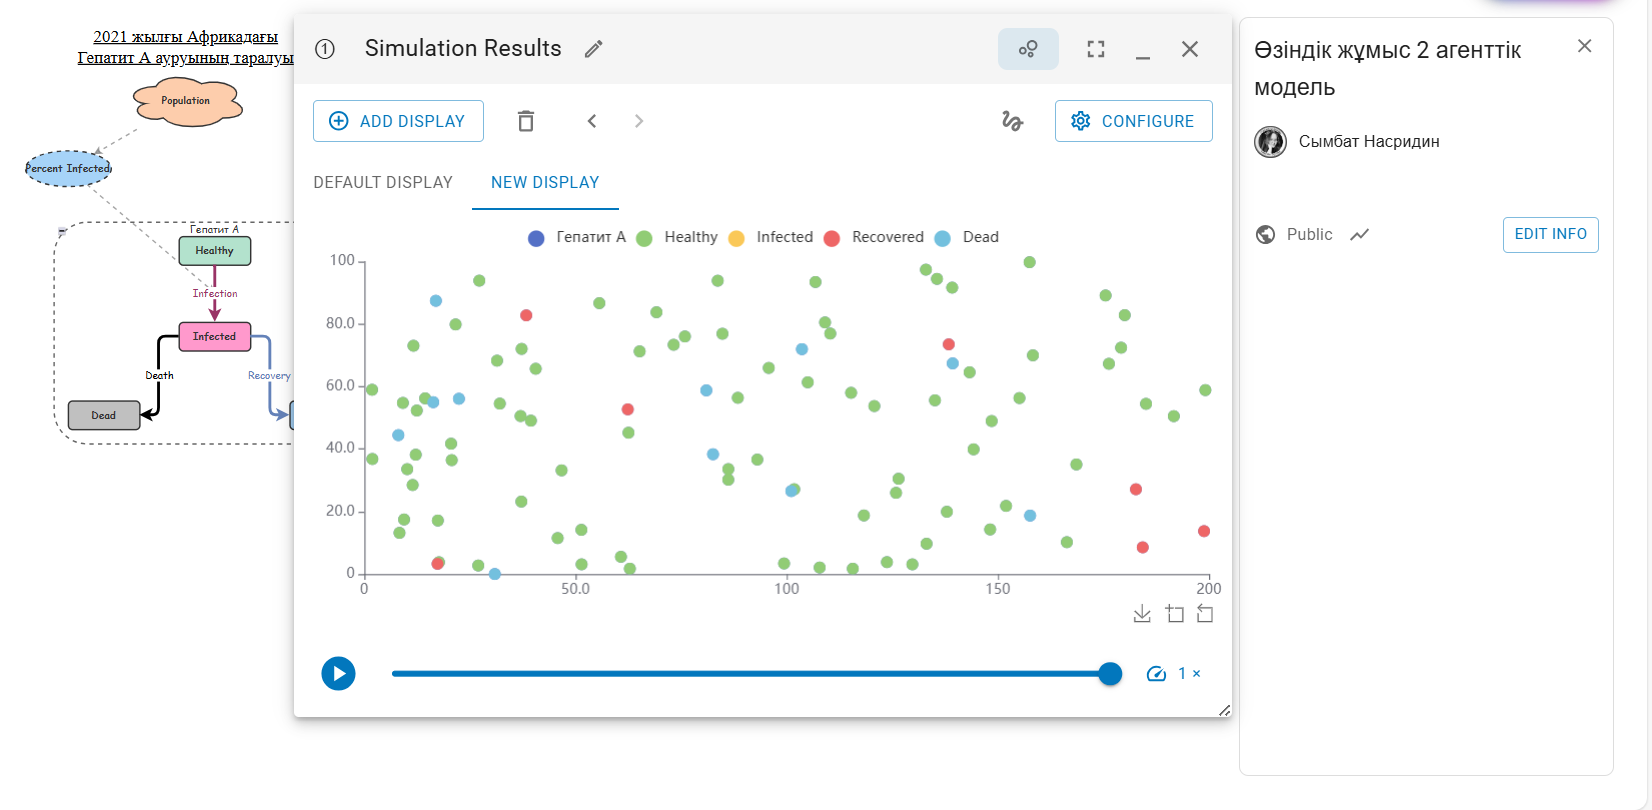 2021 жылғы Африкадағы
Гепатит А ауруының таралуы
Population
Percent Infected
Гепатит А
Healthy
Infection
Infected
Death
Recovery
Dead
1 Simulation Results
ADD DISPLAY
CONFIGURE
DEFAULT DISPLAY NEW DISPLAY
Гепатит А Healthy Infected Recovered Dead
100
80.0
60.0
40.0
20.0
0
0 50.0 100 150 200
1 ×
Өзіндік жұмыс 2 агенттік
модель
Сымбат Насридин
Public
EDIT INFO